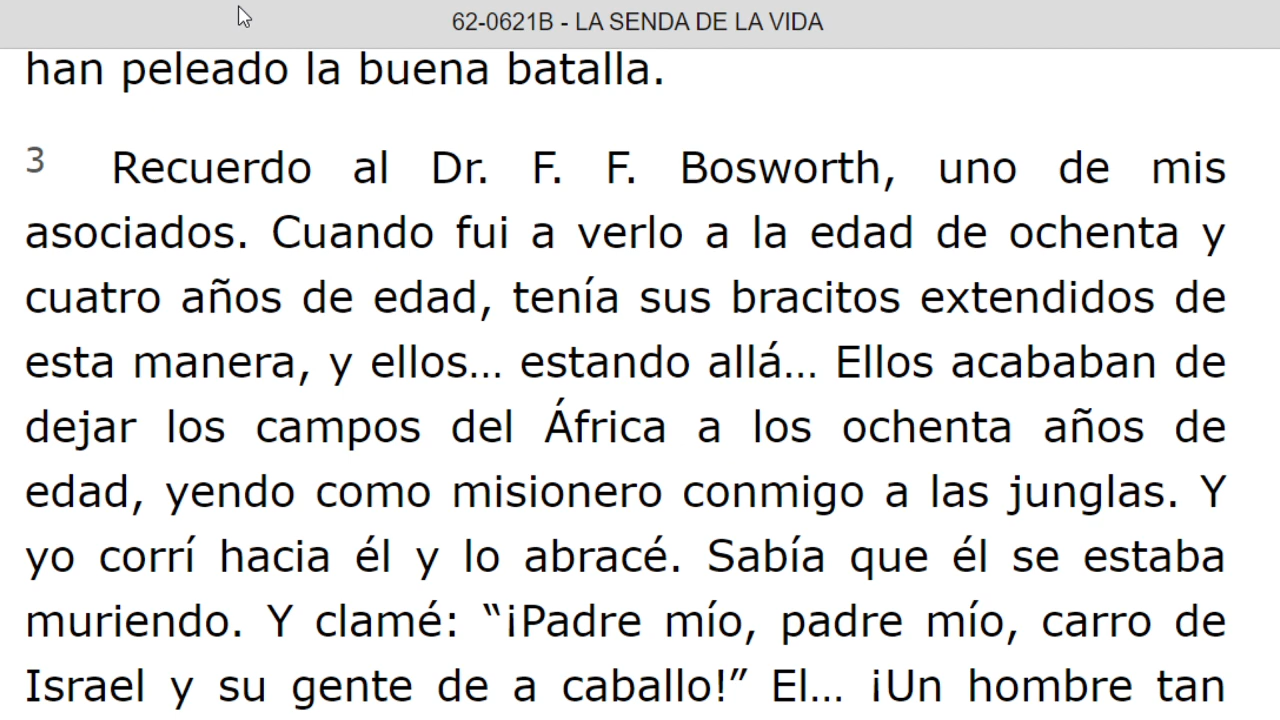 62-0621B - LA SENDA DE LA VIDA
han peleado la buena batalla.
3 Recuerdo al Dr. F. F. Bosworth, uno de mis
asociados. Cuando fui a verlo a la edad de ochenta y
cuatro años de edad, tenía sus bracitos extendidos de
esta manera, y ellos... estando allá... Ellos acababan de
dejar los campos del África a los ochenta años de
edad, yendo como misionero conmigo a las junglas. Y
yo corrí hacia él y lo abracé. Sabía que él se estaba
muriendo. Y clamé: “¡Padre mío, padre mío, carro de
Israel y su gente de a caballo!” El... ¡Un hombre tan